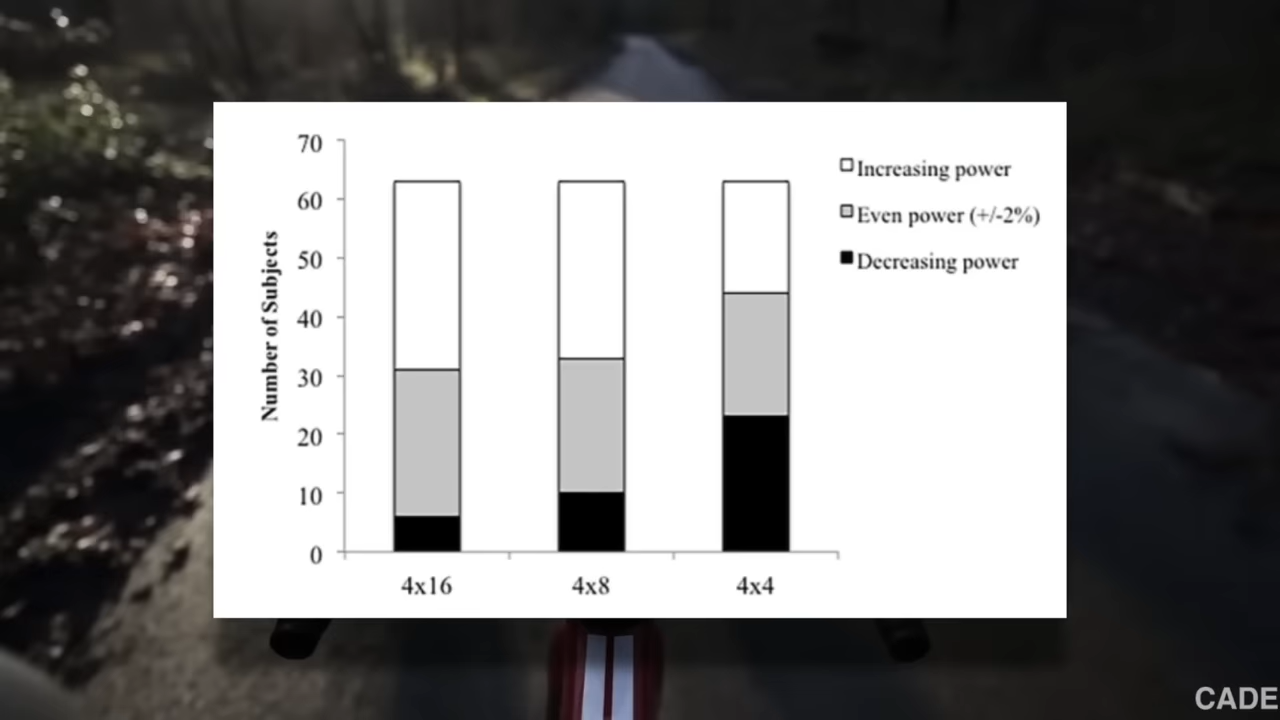 70
60
50
40
30
20
10
0
Number of Subjects
4x16
4x8
4x4
Increasing power
Even power (+/-2%)
Decreasing power
CADE